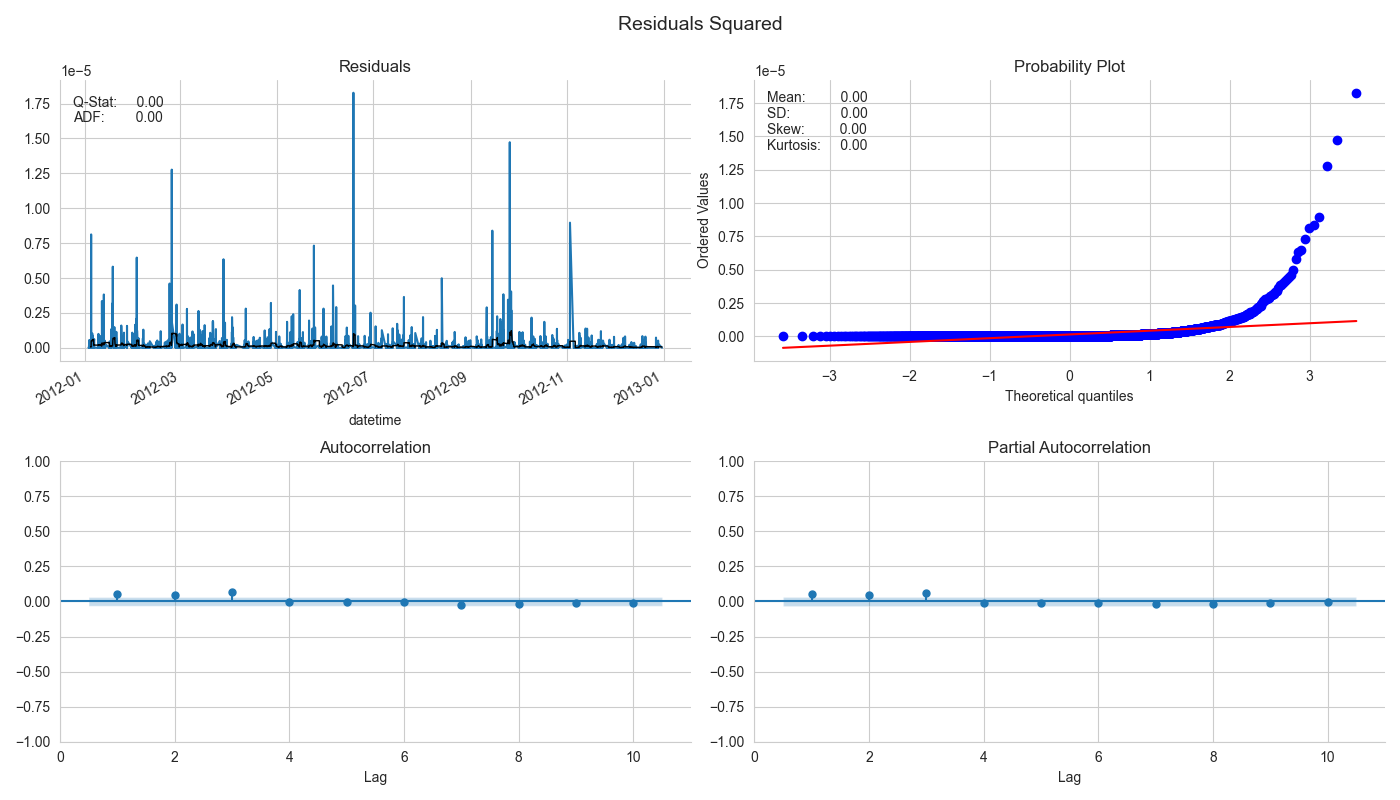 Residuals Squared
Residuals
1e−5
Q-Stat: 0.00
ADF: 0.00
1.75
1.50
1.25
1.00
0.75
0.50
0.25
0.00
2012-01
2012-03
2012-05
2012-07
2012-09
2012-11
2013-01
datetime
Probability Plot
1e−5
Mean: 0.00
SD: 0.00
Skew: 0.00
Kurtosis: 0.00
Ordered Values
1.75
1.50
1.25
1.00
0.75
0.50
0.25
0.00
−3 −2 −1 0 1 2 3
Theoretical quantiles
Autocorrelation
1.00
0.75
0.50
0.25
0.00
−0.25
−0.50
−0.75
−1.00
0 2 4 6 8 10
Lag
Partial Autocorrelation
1.00
0.75
0.50
0.25
0.00
−0.25
−0.50
−0.75
−1.00
0 2 4 6 8 10
Lag